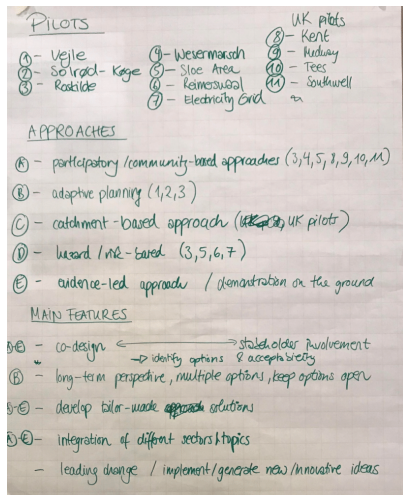 PILOTS
UK pilots
① - Vejle
② - Solrød - Køge
③ - Roskilde
④ - Wesermarsch
⑤ - Sloe Area
⑥ - Reimerswaal
⑦ - Electricity Grid
⑧ - Kent
⑨ - Medway
⑩ - Tees
⑪ - Southwell
APPROACHES
Ⓐ - participatory / community-based approaches (3,4,5,8,9,10,11)
Ⓑ - adaptive planning (1,2,3)
Ⓒ - catchment-based approach (UK pilots)
Ⓓ - hazard / risk-based (3,5,6,7)
Ⓔ - evidence-led approach / demontration on the ground
MAIN FEATURES
Ⓔ - co-design ↔ stakeholder involvement
→ identify options & acceptability
Ⓑ - long-term perspective, multiple options, keep options open
Ⓔ - develop tailor-made solutions
Ⓐ Ⓔ - integration of different sectors & topics
- leading change / implement/generate new/innovative ideas